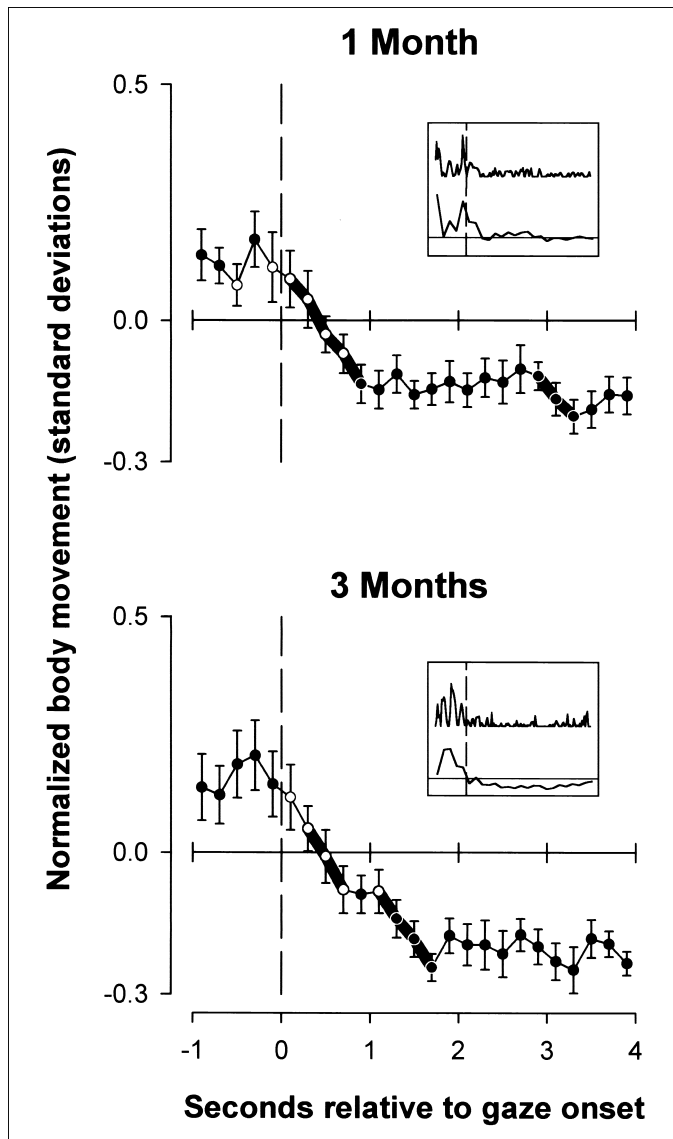 1 Month
0.5
0.0
-0.3
Normalized body movement (standard deviations)
3 Months
0.5
0.0
-0.3
-1 0 1 2 3 4
Seconds relative to gaze onset